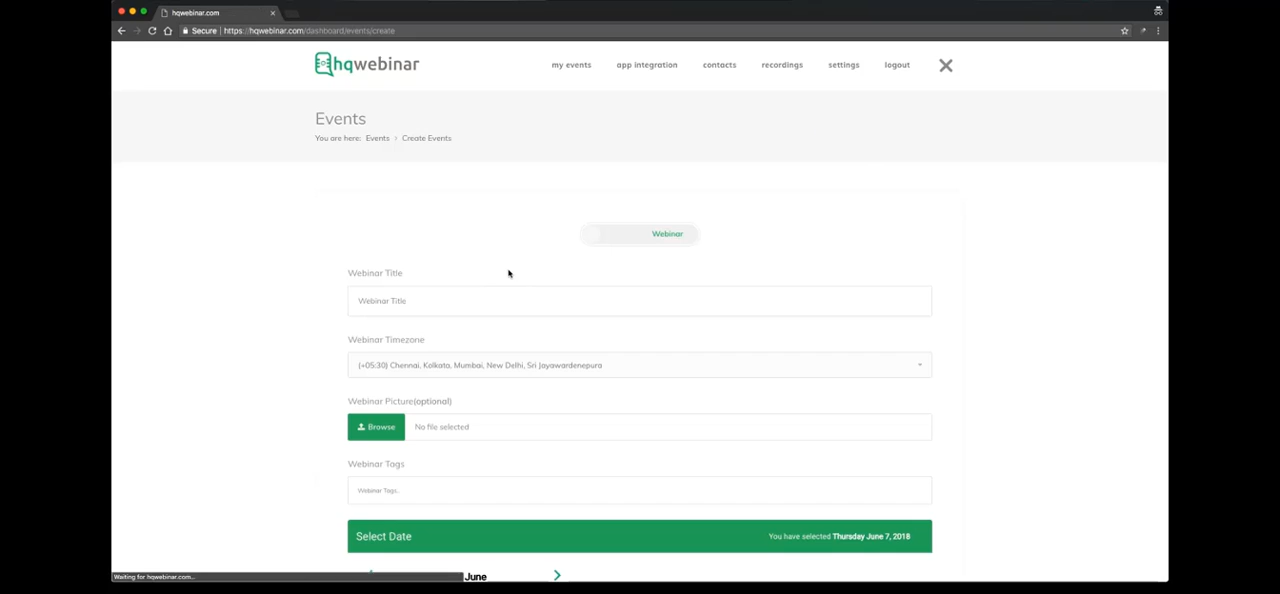 hqwebinar.com
Secure https://hqwebinar.com/dashboard/events/create
hqwebinar
my events app integration contacts recordings settings logout
Events
You are here: Events > Create Events
Webinar
Webinar Title
Webinar Title
Webinar Timezone
(+05:30) Chennai, Kolkata, Mumbai, New Delhi, Sri Jayawardenepura
Webinar Picture(optional)
Browse No file selected
Webinar Tags
Webinar Tags..
Select Date You have selected Thursday June 7, 2018
Waiting for hqwebinar.com... June